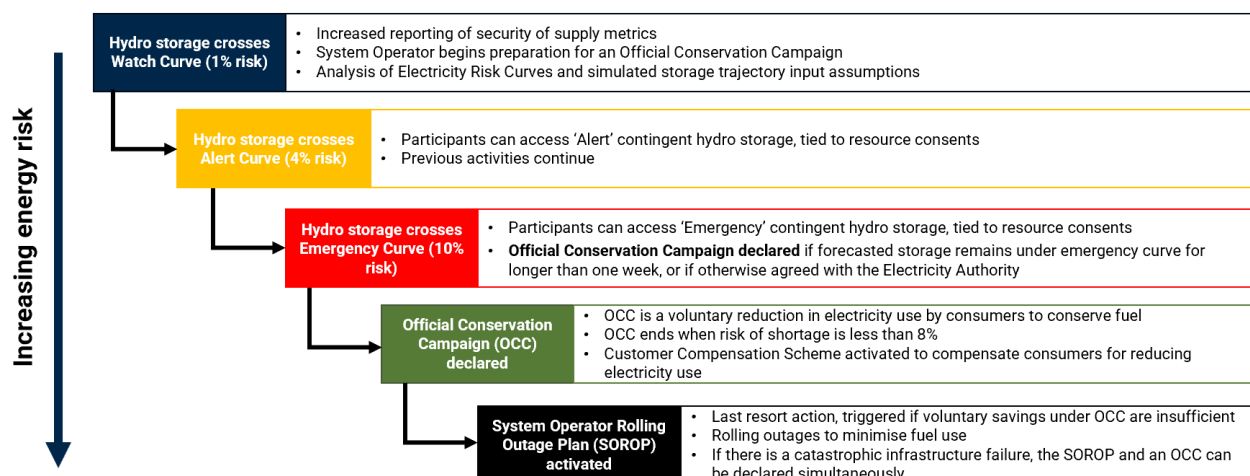 Increasing energy risk
Hydro storage crosses
Watch Curve (1% risk)
• Increased reporting of security of supply metrics
• System Operator begins preparation for an Official Conservation Campaign
• Analysis of Electricity Risk Curves and simulated storage trajectory input assumptions
Hydro storage crosses
Alert Curve (4% risk)
• Participants can access ‘Alert’ contingent hydro storage, tied to resource consents
• Previous activities continue
Hydro storage crosses
Emergency Curve (10%
risk)
• Participants can access ‘Emergency’ contingent hydro storage, tied to resource consents
• Official Conservation Campaign declared if forecasted storage remains under emergency curve for
longer than one week, or if otherwise agreed with the Electricity Authority
Official Conservation
Campaign (OCC)
declared
• OCC is a voluntary reduction in electricity use by consumers to conserve fuel
• OCC ends when risk of shortage is less than 8%
• Customer Compensation Scheme activated to compensate consumers for reducing
electricity use
System Operator Rolling
Outage Plan (SOROP)
activated
• Last resort action, triggered if voluntary savings under OCC are insufficient
• Rolling outages to minimise fuel use
• If there is a catastrophic infrastructure failure, the SOROP and an OCC can
be declared simultaneously